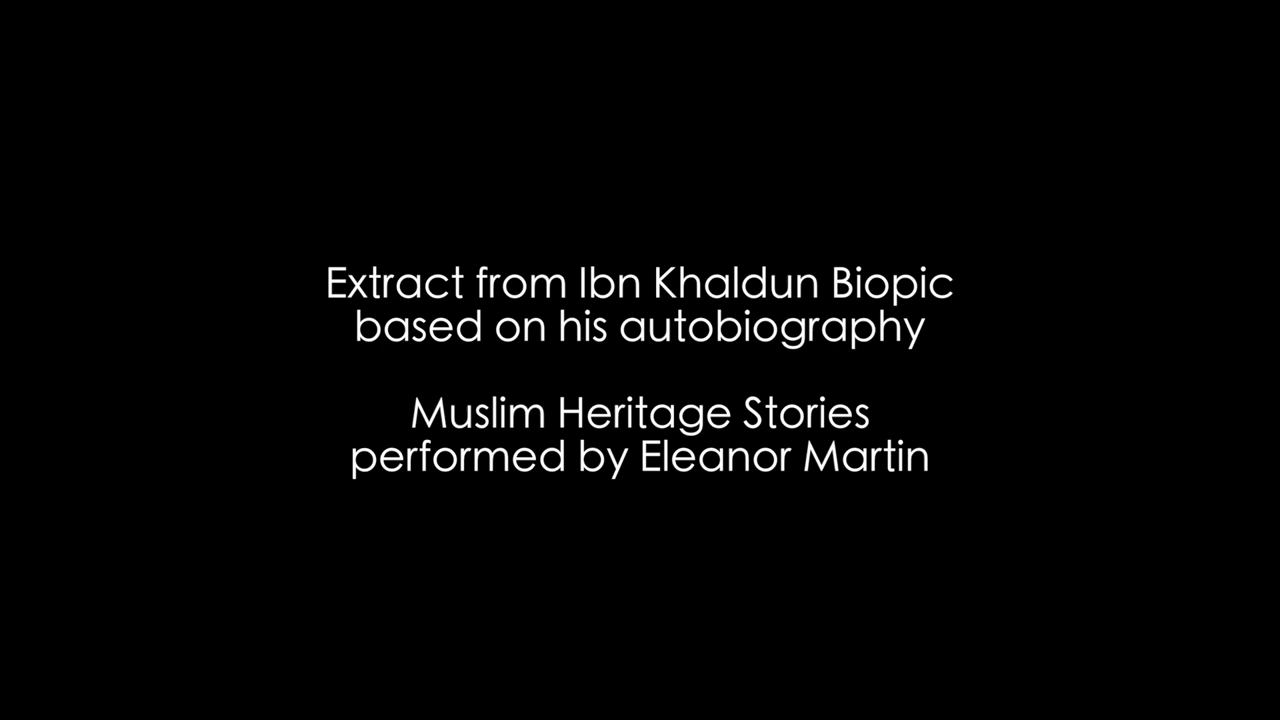 Extract from Ibn Khaldun Biopic
based on his autobiography
Muslim Heritage Stories
performed by Eleanor Martin